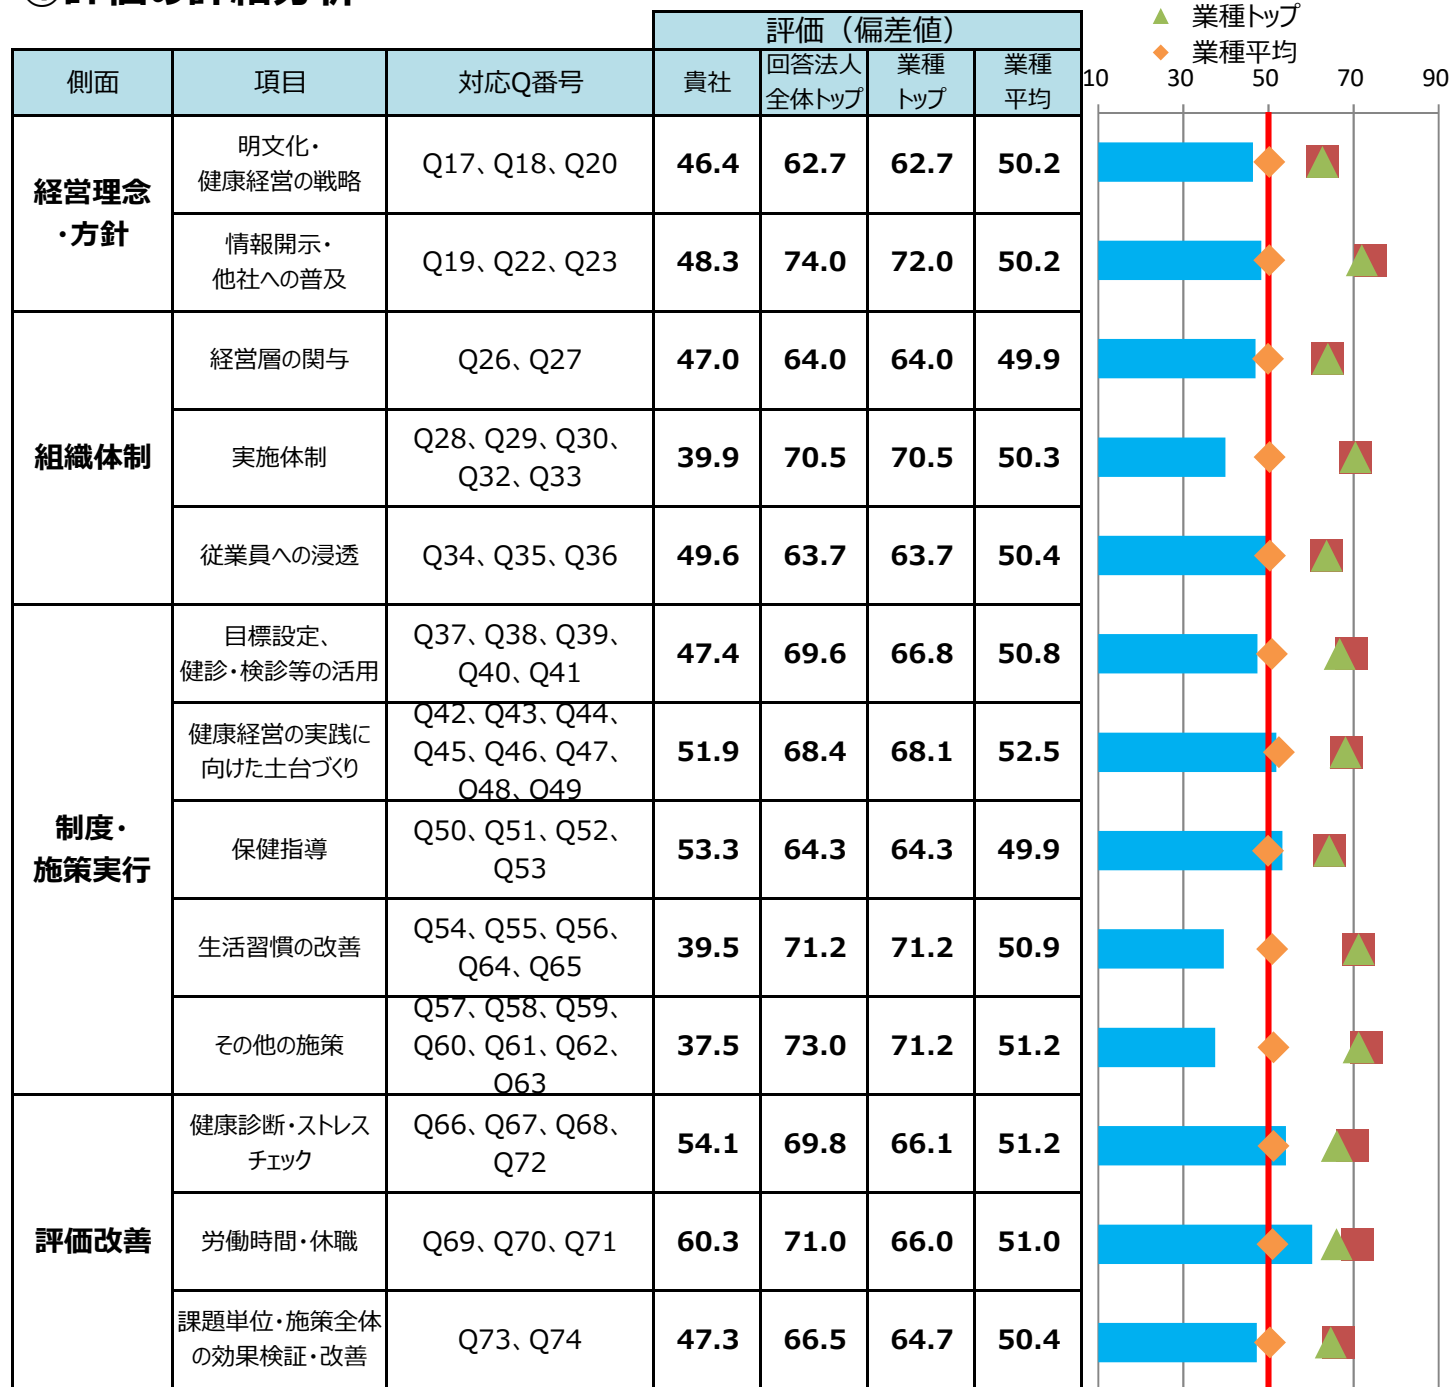 ①評価の詳細分析
▲ 業種トップ
◆ 業種平均
評価（偏差値）
側面 項目 対応Q番号 貴社 回答法人 業種 業種
全体トップ トップ 平均
10 30 50 70 90
経営理念
・方針
明文化・
健康経営の戦略
Q17、Q18、Q20 46.4 62.7 62.7 50.2
情報開示・
他社への普及
Q19、Q22、Q23 48.3 74.0 72.0 50.2
組織体制
経営層の関与 Q26、Q27 47.0 64.0 64.0 49.9
実施体制
Q28、Q29、Q30、
Q32、Q33
39.9 70.5 70.5 50.3
従業員への浸透 Q34、Q35、Q36 49.6 63.7 63.7 50.4
制度・
施策実行
目標設定、
健診・検診等の活用
Q37、Q38、Q39、
Q40、Q41
47.4 69.6 66.8 50.8
健康経営の実践に
向けた土台づくり
Q42、Q43、Q44、
Q45、Q46、Q47、
Q48、Q49
51.9 68.4 68.1 52.5
保健指導
Q50、Q51、Q52、
Q53
53.3 64.3 64.3 49.9
生活習慣の改善
Q54、Q55、Q56、
Q64、Q65
39.5 71.2 71.2 50.9
その他の施策
Q57、Q58、Q59、
Q60、Q61、Q62、
Q63
37.5 73.0 71.2 51.2
評価改善
健康診断・ストレス
チェック
Q66、Q67、Q68、
Q72
54.1 69.8 66.1 51.2
労働時間・休職 Q69、Q70、Q71 60.3 71.0 66.0 51.0
課題単位・施策全体
の効果検証・改善
Q73、Q74 47.3 66.5 64.7 50.4